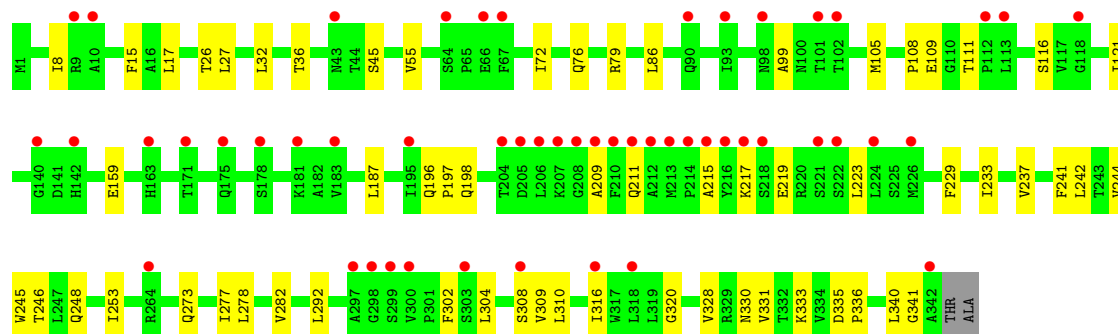 M1 I8 R9 A10 F15 A16 L17 T26 L27 L32 T36 N43 T44 S45 V55 S64 P65 E66 F67 I72 Q76 R79 L86 Q90 I93 N98 A99 N100 T101 T102 M105 P108 E109 G110 T111 P112 L113 S116 V117 G118 I121
G140 D141 H142 E159 H163 T171 Q175 S178 K181 A182 V183 L187 I195 Q196 P197 Q198 T204 D205 L206 K207 G208 A209 F210 Q211 A212 M213 P214 A215 Y216 K217 S218 E219 R220 S221 S222 L223 L224 S225 M226 F229 I233 V237 F241 L242 T243 V244
W245 T246 L247 Q248 I253 R264 Q273 I277 L278 V282 L292 A297 G298 S299 V300 P301 F302 S303 L304 S308 V309 L310 I316 W317 L318 L319 G320 V328 R329 N330 V331 T332 K333 V334 D335 P336 L340 G341 A342 THR ALA